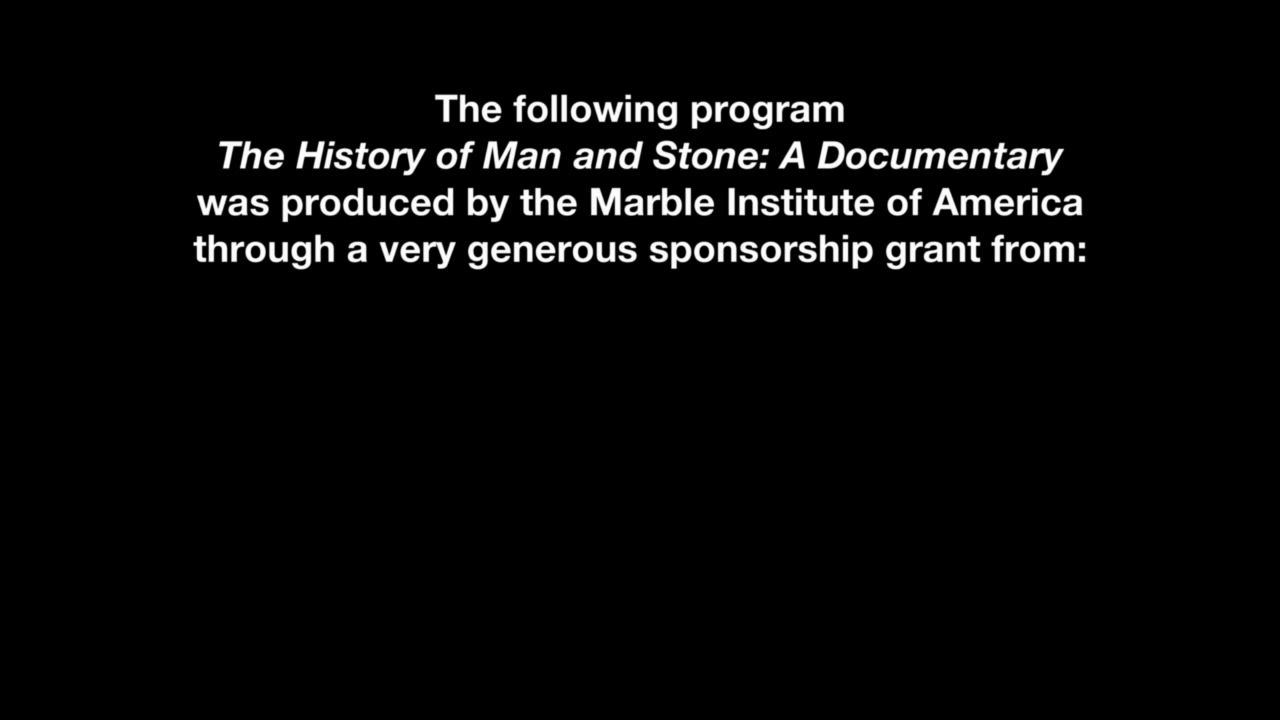 The following program
The History of Man and Stone: A Documentary
was produced by the Marble Institute of America
through a very generous sponsorship grant from: